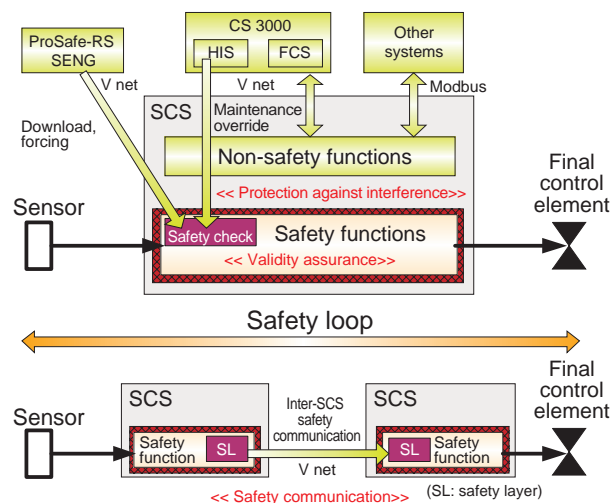 CS 3000
ProSafe-RS
SENG
HIS
FCS
Other
systems
V net
V net
Modbus
SCS
Maintenance
override
Download,
forcing
Non-safety functions
<< Protection against interference>>
Final
control
element
Sensor
Safety check
Safety functions
<< Validity assurance>>
Safety loop
SCS
SCS
Final
control
element
Sensor
Inter-SCS
safety
communication
Safety
function
SL
SL
Safety
function
V net
<< Safety communication>>
(SL: safety layer)